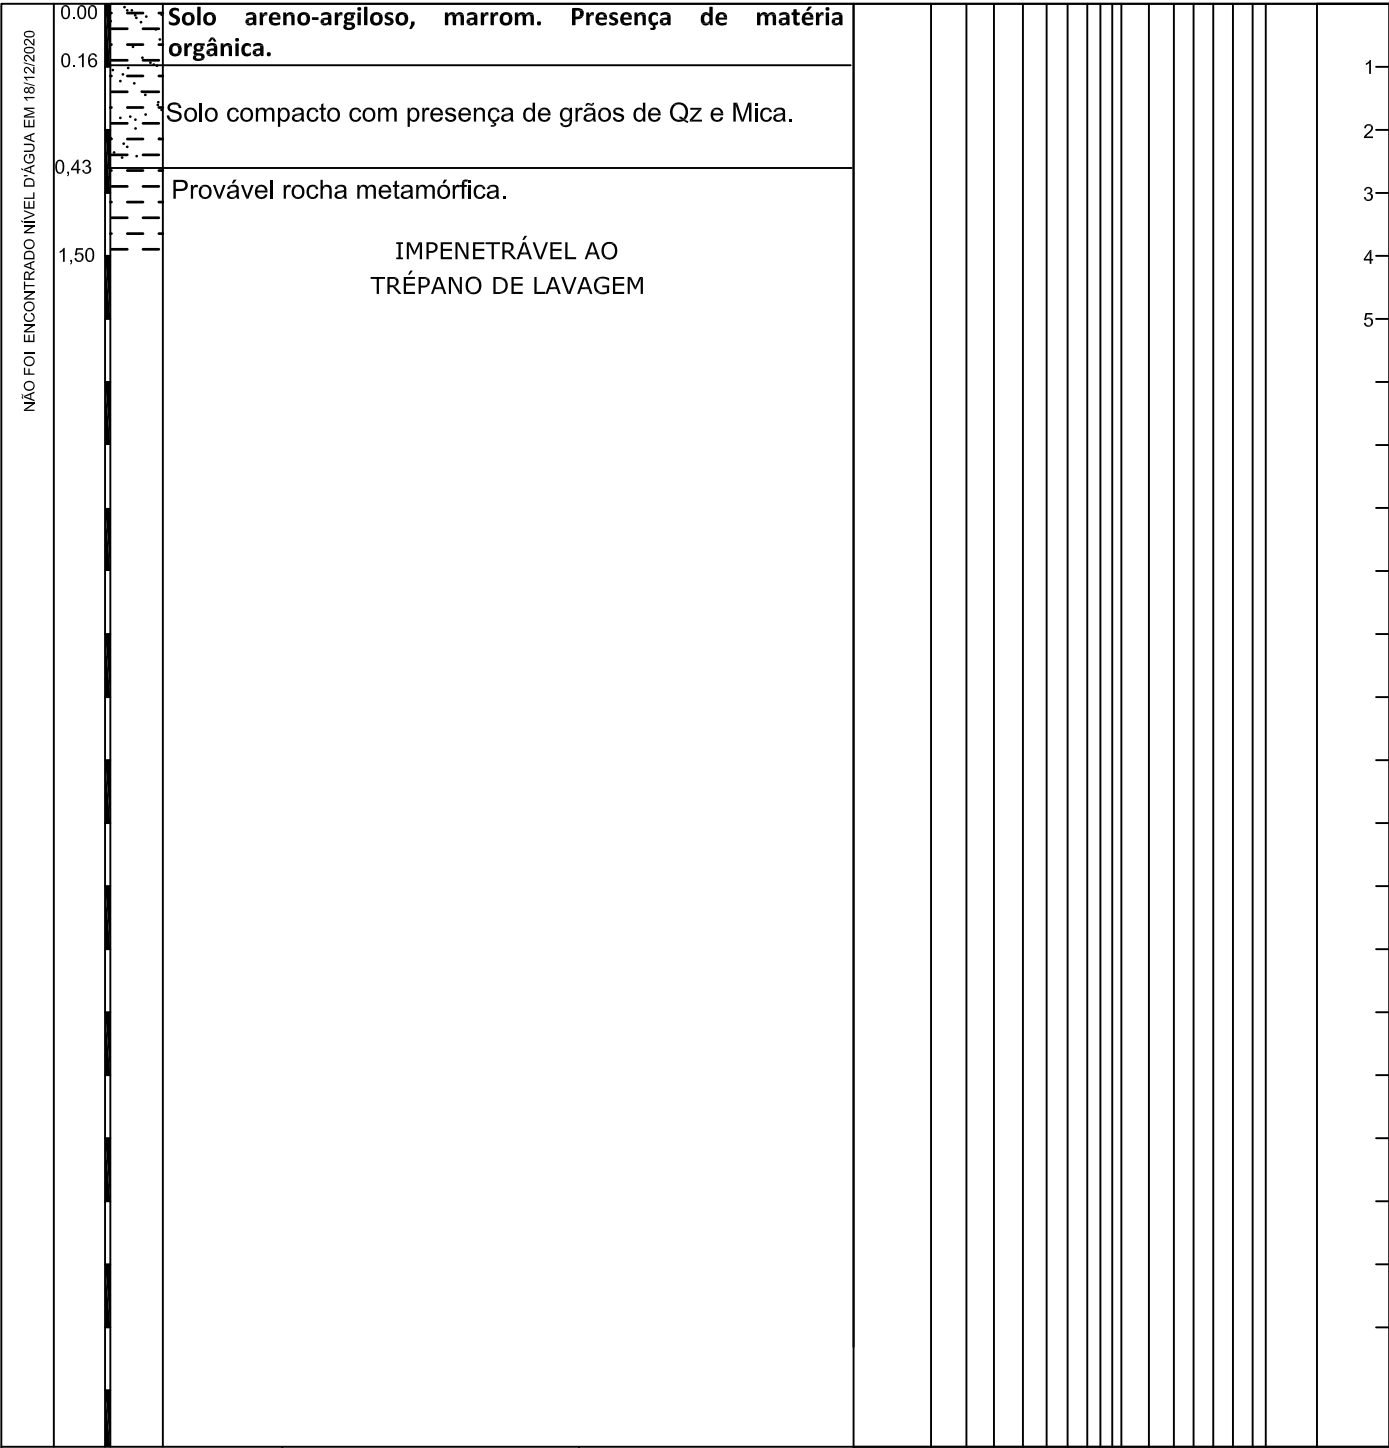 NÃO FOI ENCONTRADO NÍVEL D'ÁGUA EM 18/12/2020
0.00
Solo areno-argiloso, marrom. Presença de matéria
orgânica.
0.16
1
Solo compacto com presença de grãos de Qz e Mica.
2
0,43
Provável rocha metamórfica.
3
1,50
IMPENETRÁVEL AO
4
TRÉPANO DE LAVAGEM
5